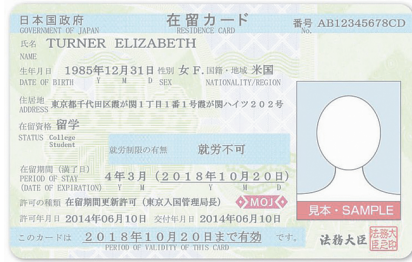 日本国政府 在留カード 番号 AB12345678CD
GOVERNMENT OF JAPAN RESIDENCE CARD No.
氏名 TURNER ELIZABETH
NAME
生年月日 1985年12月31日 性別 女 F. 国籍・地域 米国
DATE OF BIRTH Y M D SEX NATIONALITY/REGION
住居地 東京都千代田区霞が関1丁目1番1号霞が関ハイツ202号
ADDRESS
在留資格 留学
STATUS College
Student
就労制限の有無 就労不可
在留期間(満了日) 4年3月(2018年10月20日)
PERIOD OF STAY
(DATE OF EXPIRATION) Y M Y M D
許可の種類 在留期間更新許可(東京入国管理局長) MOJ
許可年月日 2014年06月10日 交付年月日 2014年06月10日
このカードは 2018年10月20日まで有効 です。
PERIOD OF VALIDITY OF THIS CARD
見本・SAMPLE
法務大臣
法務大臣之印